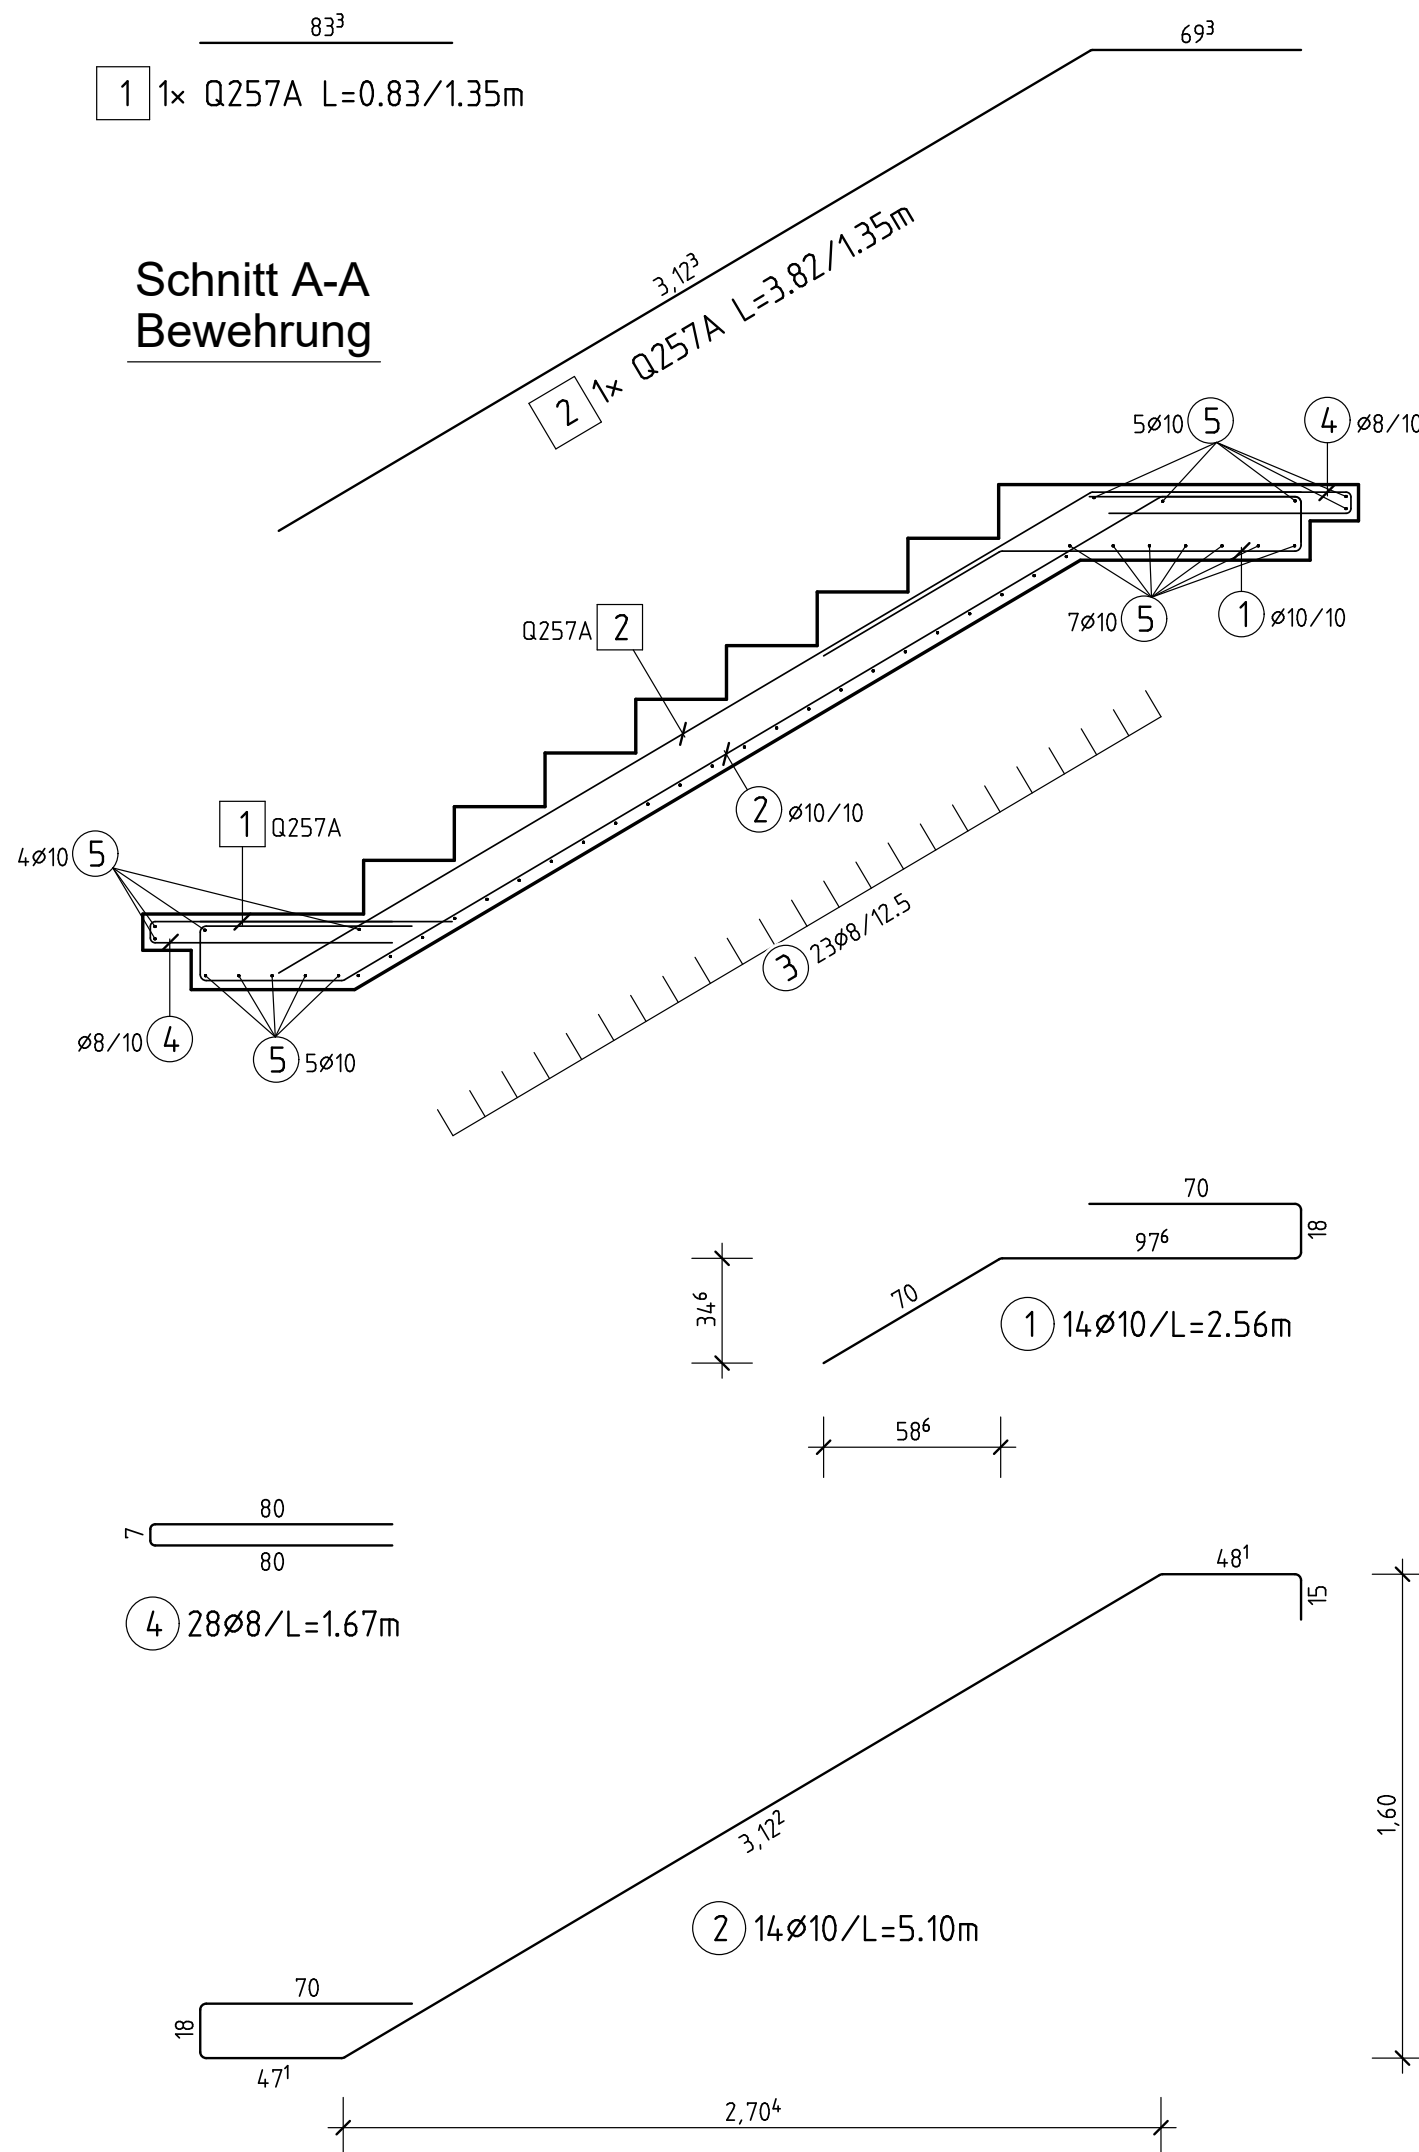 83³
1 1x Q257A L=0.83/1.35m
69³
3,12³
2 1x Q257A L=3.82/1.35m
Schnitt A-A
Bewehrung
5ø10 5
4 ø8/10
7ø10 5
1 ø10/10
Q257A 2
2 ø10/10
1 Q257A
4ø10 5
3 23ø8/12.5
ø8/10 4
5 5ø10
70
18
97⁶
70
34⁶
1 14ø10/L=2.56m
58⁶
80
7
80
4 28ø8/L=1.67m
48¹
15
1,60
3,12²
2 14ø10/L=5.10m
70
18
47¹
2,70⁴